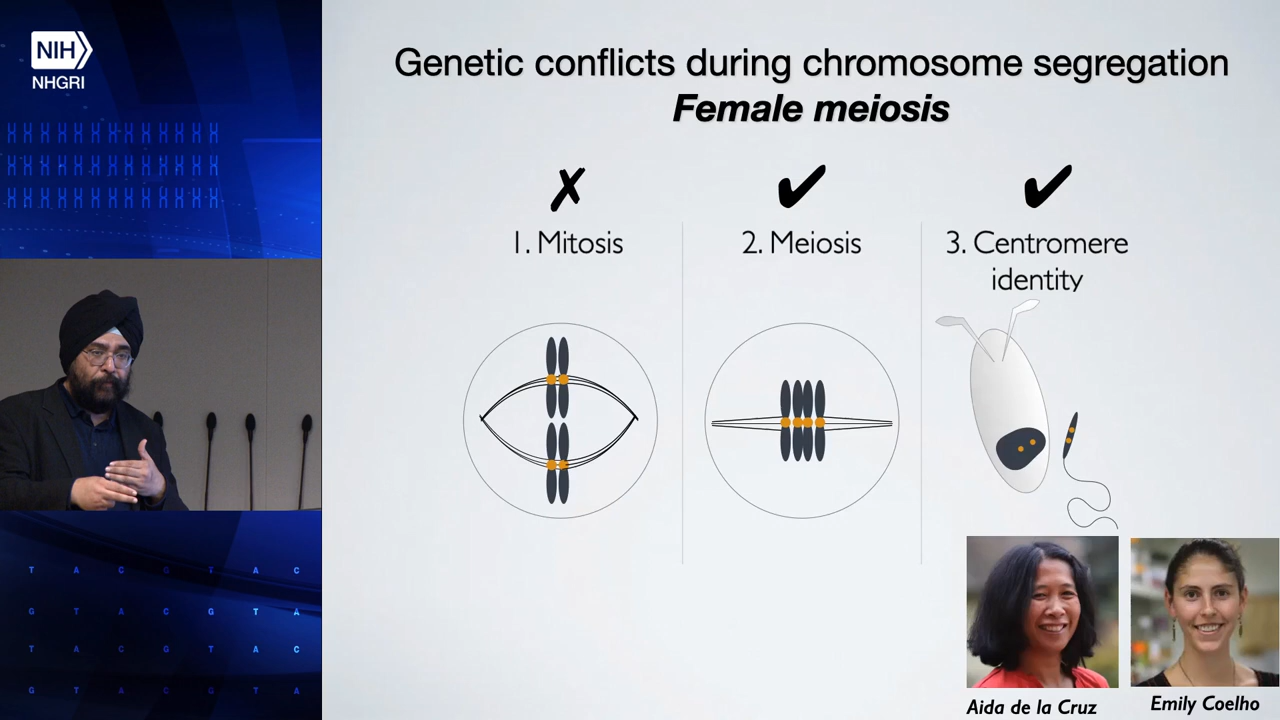 NIH
NHGRI
Genetic conflicts during chromosome segregation
Female meiosis
✗
✔
✔
1. Mitosis
2. Meiosis
3. Centromere
identity
T A C G T A C
G T A C G T A
T A C G T A C
G T A C G T A
Aida de la Cruz
Emily Coelho